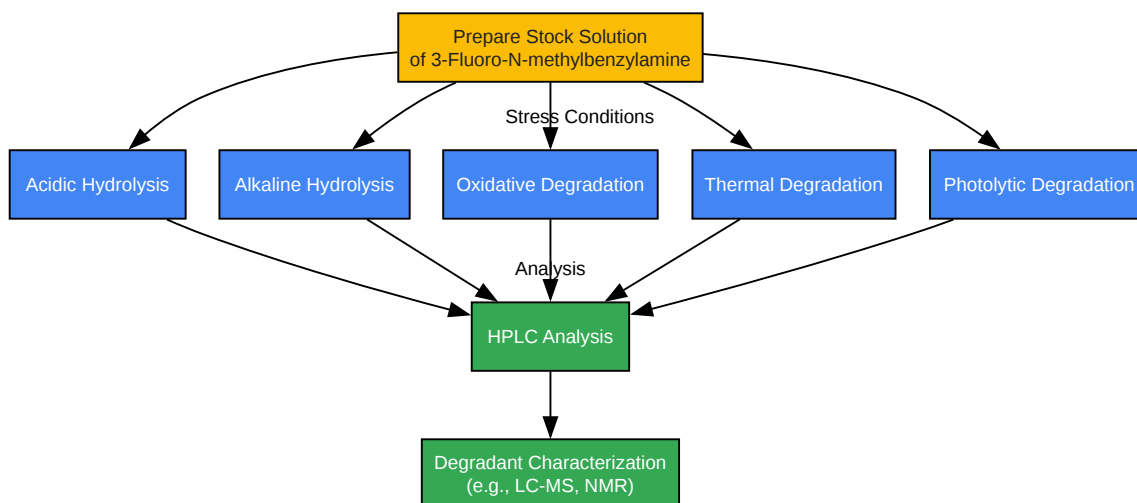 Prepare Stock Solution
of 3-Fluoro-N-methylbenzylamine
Stress Conditions
Acidic Hydrolysis
Alkaline Hydrolysis
Oxidative Degradation
Thermal Degradation
Photolytic Degradation
Analysis
HPLC Analysis
Degradant Characterization
(e.g., LC-MS, NMR)